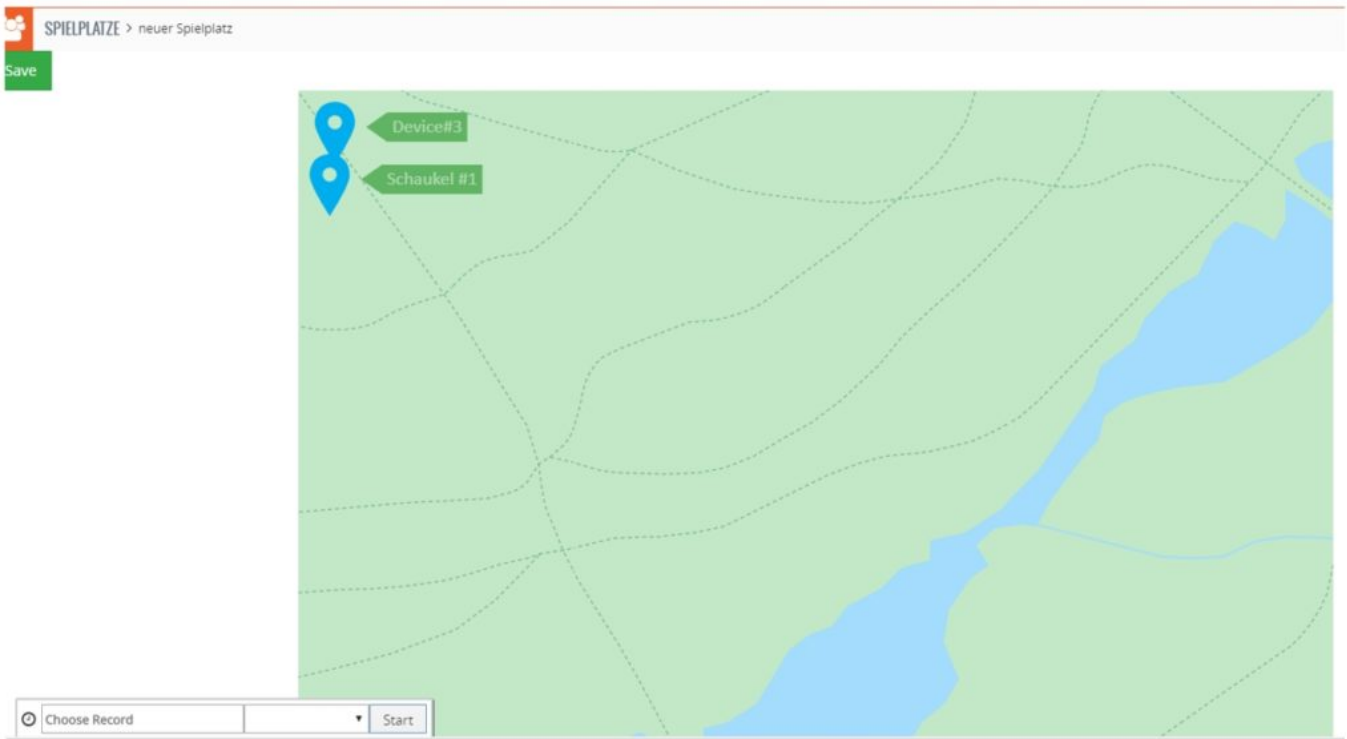 SPIELPLATZE > neuer Spielplatz
Save
Device#3
Schaukel #1
Choose Record
Start